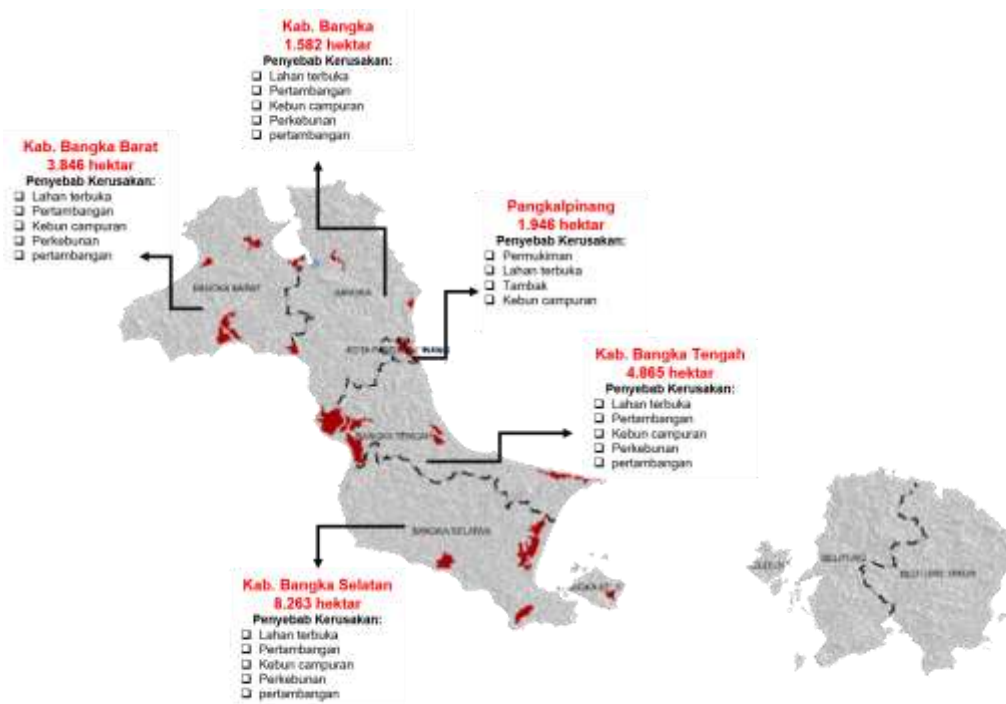 Kab. Bangka
1.582 hektar
Penyebab Kerusakan:
❑ Lahan terbuka
❑ Pertambangan
❑ Kebun campuran
❑ Perkebunan
❑ pertambangan
Kab. Bangka Barat
3.846 hektar
Penyebab Kerusakan:
❑ Lahan terbuka
❑ Pertambangan
❑ Kebun campuran
❑ Perkebunan
❑ pertambangan
Pangkalpinang
1.946 hektar
Penyebab Kerusakan:
❑ Permukiman
❑ Lahan terbuka
❑ Tambak
❑ Kebun campuran
BANGKA BARAT
BANGKA
KOTA
Kab. Bangka Tengah
4.865 hektar
Penyebab Kerusakan:
❑ Lahan terbuka
❑ Pertambangan
❑ Kebun campuran
❑ Perkebunan
❑ pertambangan
BANGKA TENGAH
BANGKA SELATAN
BELITUNG
BELITUNG TIMUR
Kab. Bangka Selatan
8.263 hektar
Penyebab Kerusakan:
❑ Lahan terbuka
❑ Pertambangan
❑ Kebun campuran
❑ Perkebunan
❑ pertambangan